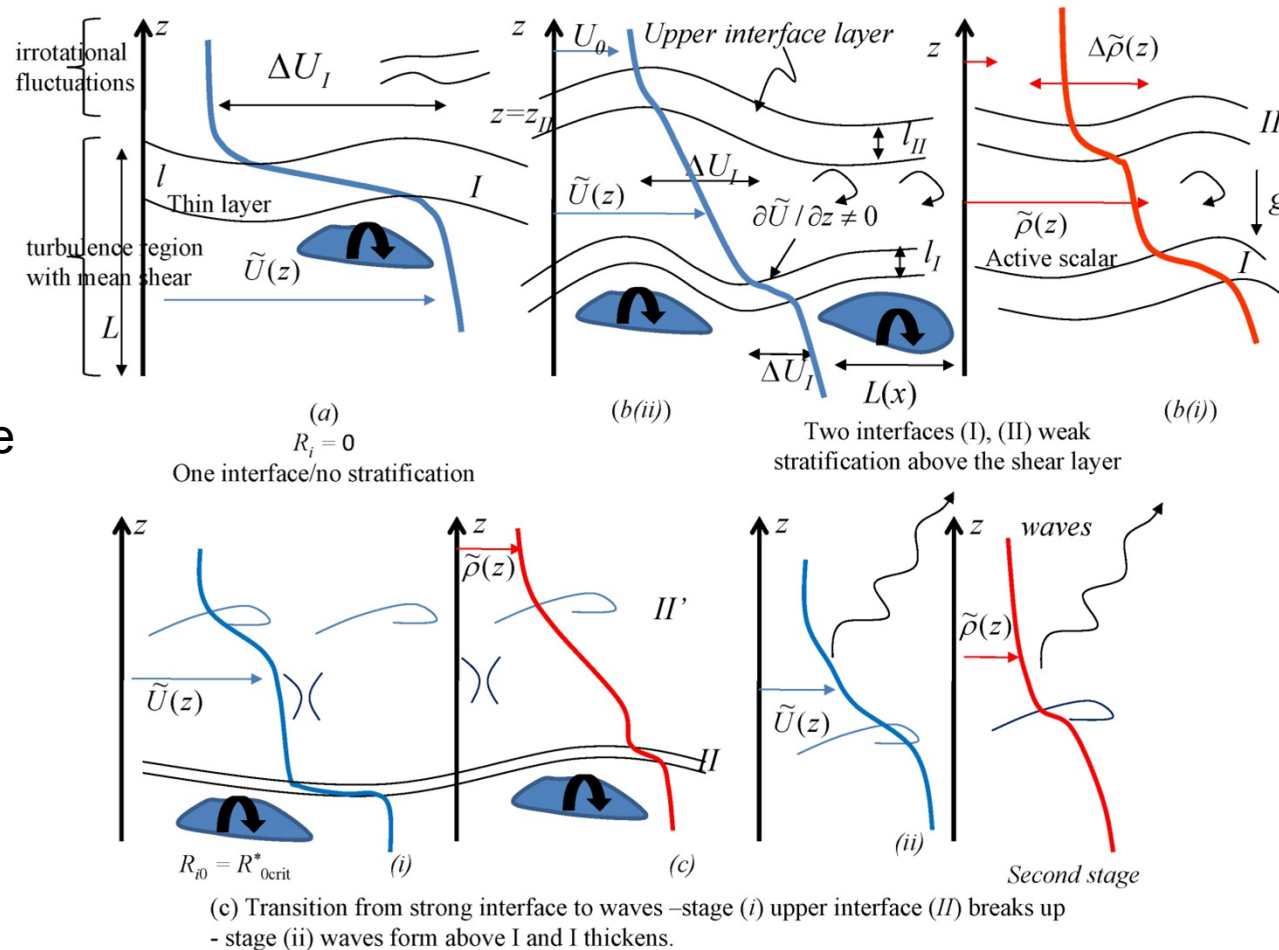 irrotational
fluctuations
z
ΔU_I
l
Thin layer
I
turbulence region
with mean shear
Ũ(z)
L
(a)
R_i = 0
One interface/no stratification
z
U_0
Upper interface layer
z=z_II
l_II
ΔU_I
Ũ(z)
∂Ũ / ∂z ≠ 0
l_I
ΔU_I
L(x)
(b(ii))
z
Δρ̃(z)
II
g
ρ̃(z)
Active scalar
I
b(i))
Two interfaces (I), (II) weak
stratification above the shear layer
e
z
Ũ(z)
R_i0 = R*_0crit
(i)
z
ρ̃(z)
II’
II
(c)
z
Ũ(z)
(ii)
z
waves
ρ̃(z)
Second stage
(c) Transition from strong interface to waves –stage (i) upper interface (II) breaks up
- stage (ii) waves form above I and I thickens.